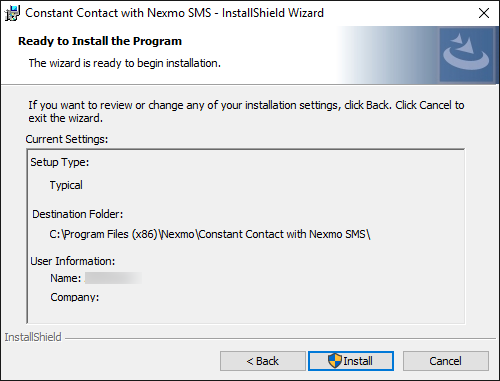 Constant Contact with Nexmo SMS - InstallShield Wizard
Ready to Install the Program
The wizard is ready to begin installation.
If you want to review or change any of your installation settings, click Back. Click Cancel to
exit the wizard.
Current Settings:
Setup Type:
Typical
Destination Folder:
C:\Program Files (x86)\Nexmo\Constant Contact with Nexmo SMS\
User Information:
Name:
Company:
InstallShield
< Back
Install
Cancel